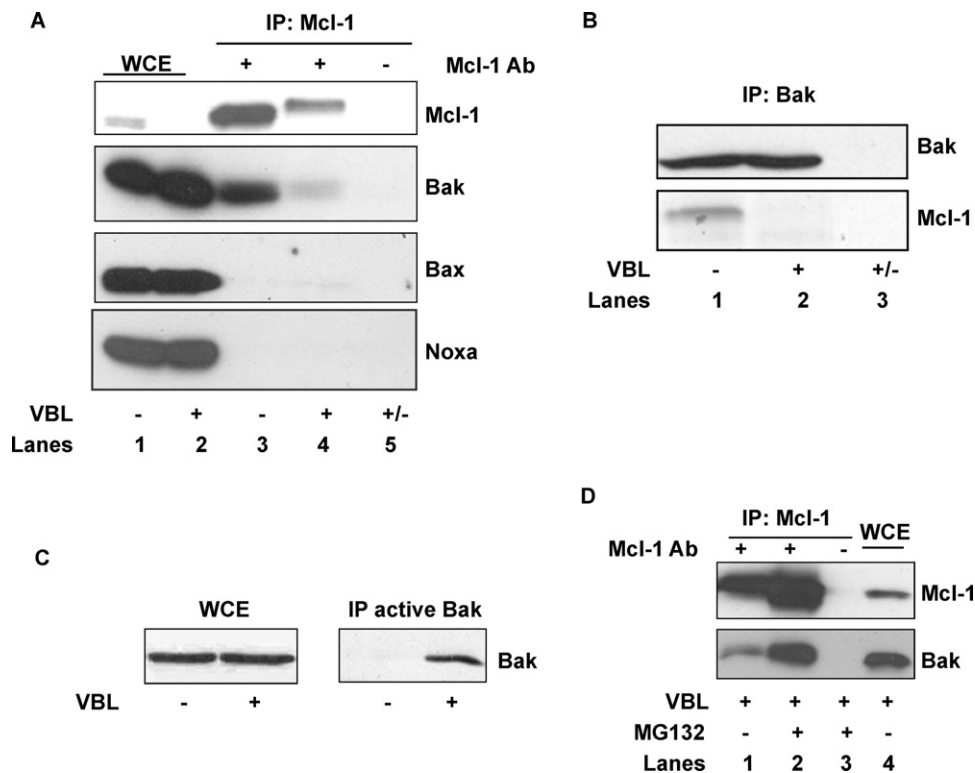 A
IP: Mcl-1
WCE + + - Mcl-1 Ab
Mcl-1
Bak
Bax
Noxa
VBL - + - + +/-
Lanes 1 2 3 4 5
B
IP: Bak
Bak
Mcl-1
VBL - + +/-
Lanes 1 2 3
C
WCE IP active Bak
Bak
VBL - + - +
D
IP: Mcl-1 WCE
Mcl-1 Ab + + -
Mcl-1
Bak
VBL + + + +
MG132 - + + -
Lanes 1 2 3 4